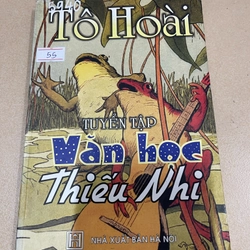 Tô Hoài
55
TUYỂN TẬP
Văn học
Thiếu Nhi
NHÀ XUẤT BẢN HÀ NỘI